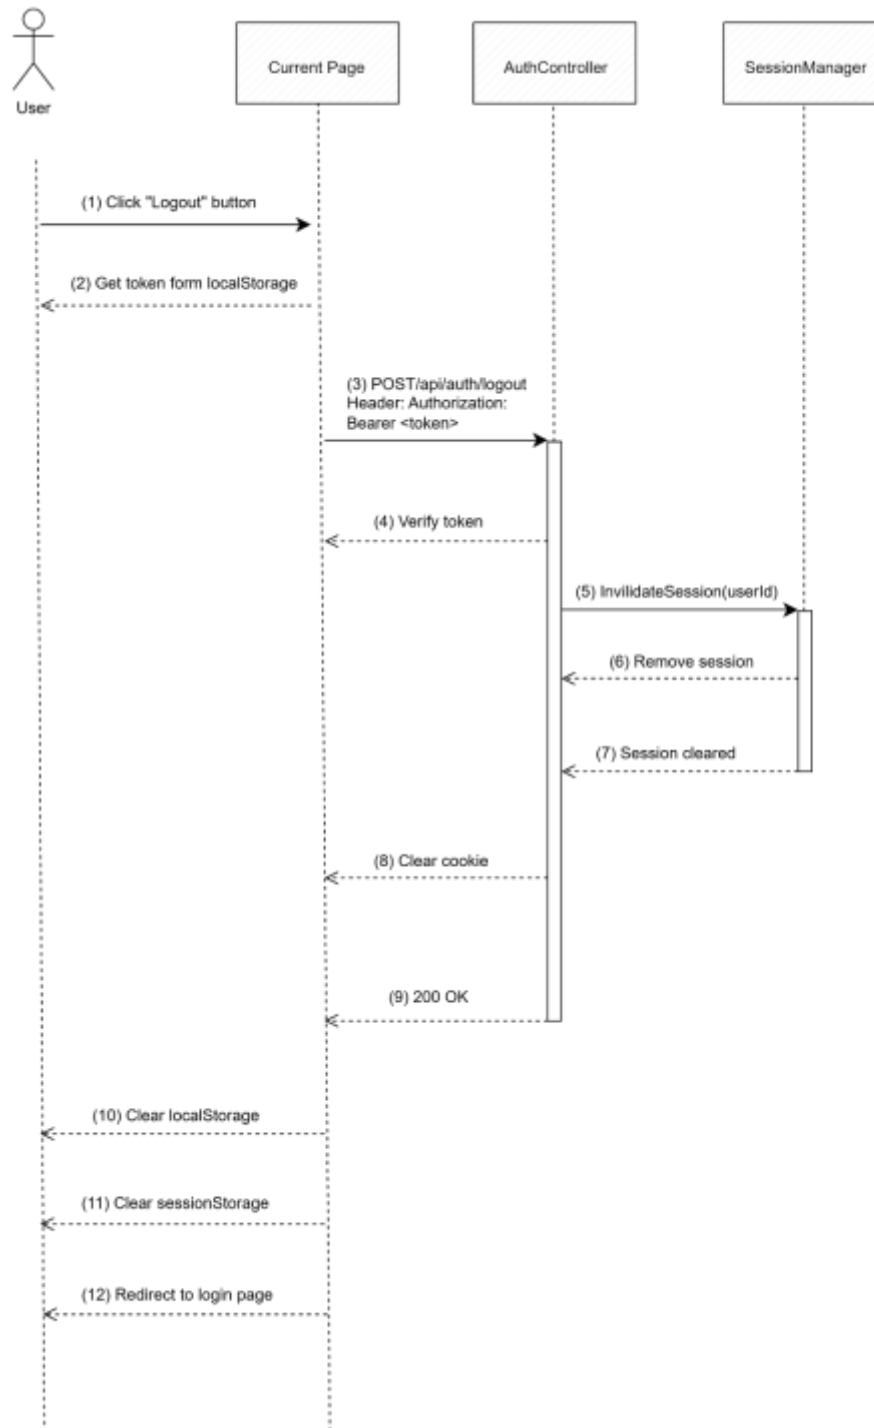 User
Current Page
AuthController
SessionManager
(1) Click "Logout" button
(2) Get token form localStorage
(3) POST/api/auth/logout
Header: Authorization:
Bearer <token>
(4) Verify token
(5) InvilidateSession(userId)
(6) Remove session
(7) Session cleared
(8) Clear cookie
(9) 200 OK
(10) Clear localStorage
(11) Clear sessionStorage
(12) Redirect to login page